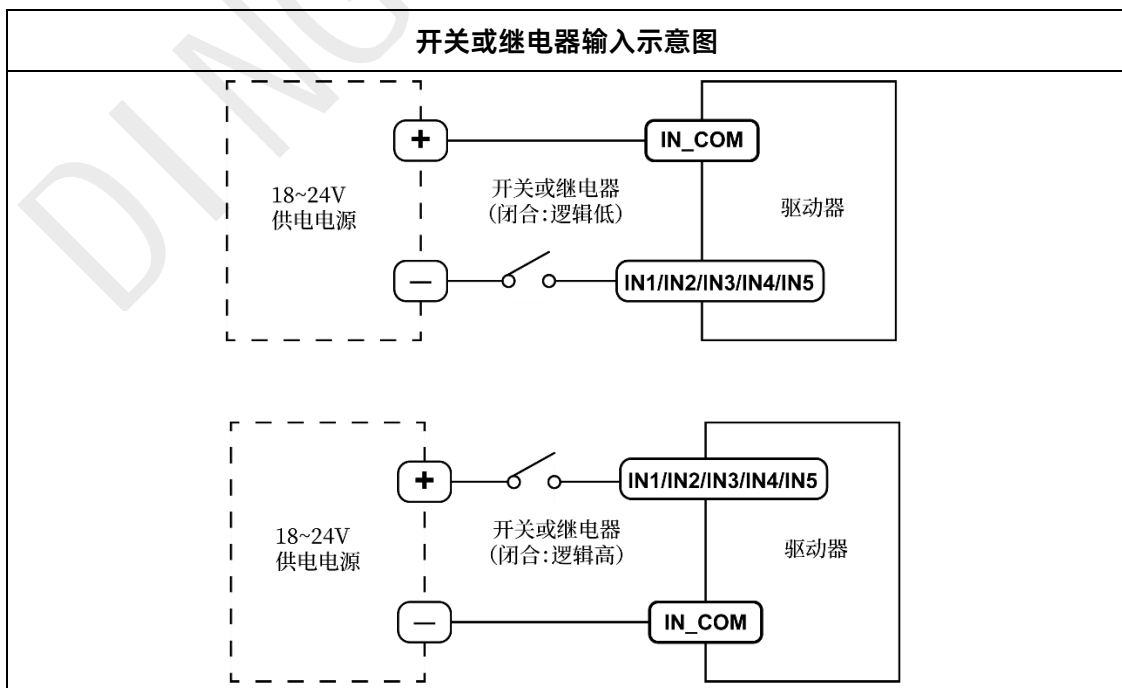 开关或继电器输入示意图
+
IN_COM
18~24V
供电电源
开关或继电器
(闭合:逻辑低)
驱动器
—
IN1/IN2/IN3/IN4/IN5
+
IN1/IN2/IN3/IN4/IN5
18~24V
供电电源
开关或继电器
(闭合:逻辑高)
驱动器
—
IN_COM
DING